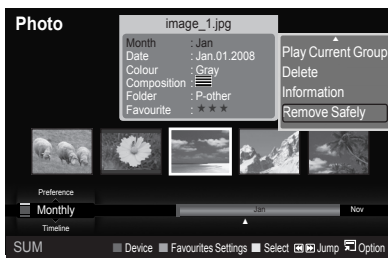 Photo
image_1.jpg
Month : Jan
Date : Jan.01.2008
Colour : Gray
Composition :
Folder : P-other
Favourite : ★ ★ ★
Play Current Group
Delete
Information
Remove Safely
Preference
Monthly
Timeline
Jan
Nov
SUM
Device
Favourites Settings
Select
Jump
Option